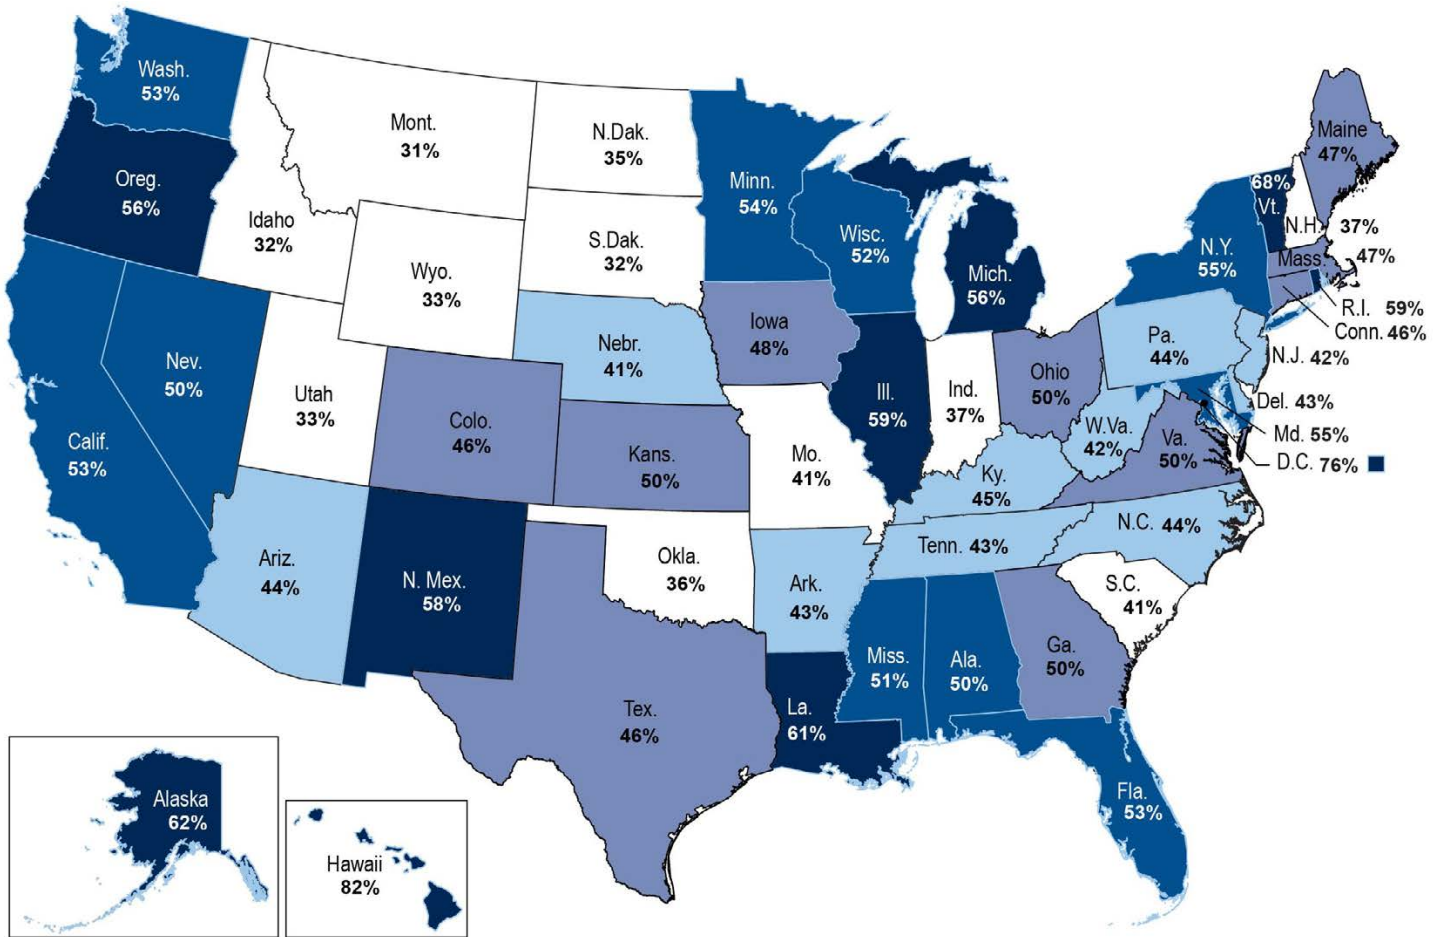 Wash.
53%
Oreg.
56%
Calif.
53%
Nev.
50%
Idaho
32%
Mont.
31%
Wyo.
33%
Utah
33%
Ariz.
44%
Colo.
46%
N. Mex.
58%
N.Dak.
35%
S.Dak.
32%
Nebr.
41%
Kans.
50%
Okla.
36%
Tex.
46%
Minn.
54%
Iowa
48%
Mo.
41%
Ark.
43%
La.
61%
Wisc.
52%
Ill.
59%
Mich.
56%
Ind.
37%
Ohio
50%
Ky.
45%
Tenn. 43%
Miss.
51%
Ala.
50%
Ga.
50%
Fla.
53%
S.C.
41%
N.C. 44%
Va.
50%
W.Va.
42%
Pa.
44%
N.Y.
55%
68%
Vt.
N.H. 37%
Maine
47%
Mass. 47%
R.I. 59%
Conn. 46%
N.J. 42%
Del. 43%
Md. 55%
D.C. 76%
Alaska
62%
Hawaii
82%